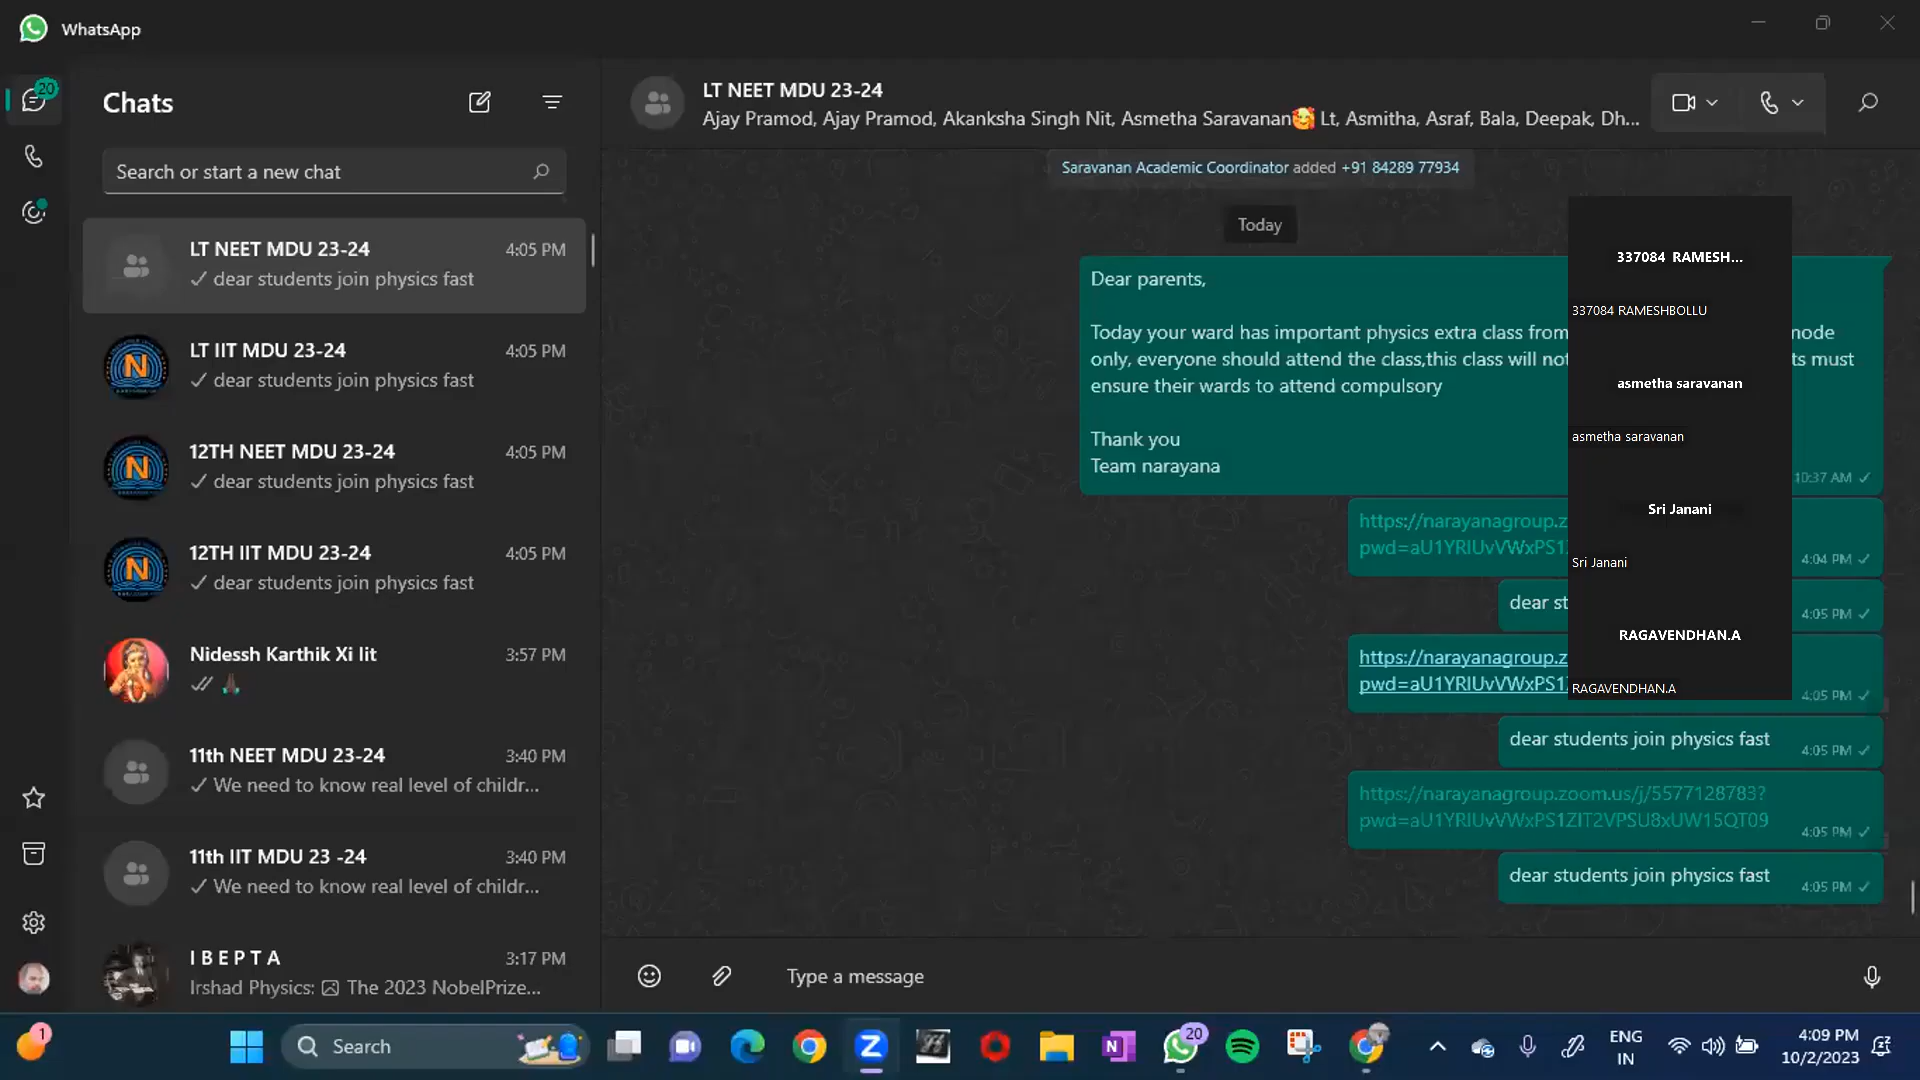 WhatsApp
20
Chats
Search or start a new chat
LT NEET MDU 23-24
4:05 PM
dear students join physics fast
LT IIT MDU 23-24
4:05 PM
dear students join physics fast
12TH NEET MDU 23-24
4:05 PM
dear students join physics fast
12TH IIT MDU 23-24
4:05 PM
dear students join physics fast
Nidessh Karthik Xi Iit
3:57 PM
11th NEET MDU 23-24
3:40 PM
We need to know real level of childr...
11th IIT MDU 23 -24
3:40 PM
We need to know real level of childr...
I B E P T A
3:17 PM
Irshad Physics: The 2023 NobelPrize...
LT NEET MDU 23-24
Ajay Pramod, Ajay Pramod, Akanksha Singh Nit, Asmetha Saravanan🥰 Lt, Asmitha, Asraf, Bala, Deepak, Dh...
Saravanan Academic Coordinator added +91 84289 77934
Today
Dear parents,
Today your ward has important physics extra class from node
only, everyone should attend the class,this class will no ts must
ensure their wards to attend compulsory
Thank you
Team narayana
10:37 AM
https://narayanagroup.z
pwd=aU1YRlUvVWxPS1
4:04 PM
dear st
4:05 PM
https://narayanagroup.z
pwd=aU1YRlUvVWxPS1
4:05 PM
dear students join physics fast
4:05 PM
https://narayanagroup.zoom.us/j/5577128783?
pwd=aU1YRlUvVWxPS1ZIT2VPSU8xUW15QT09
4:05 PM
dear students join physics fast
4:05 PM
337084 RAMESH...
337084 RAMESHBOLLU
asmetha saravanan
asmetha saravanan
Sri Janani
Sri Janani
RAGAVENDHAN.A
RAGAVENDHAN.A
Type a message
1
Search
20
ENG
IN
4:09 PM
10/2/2023